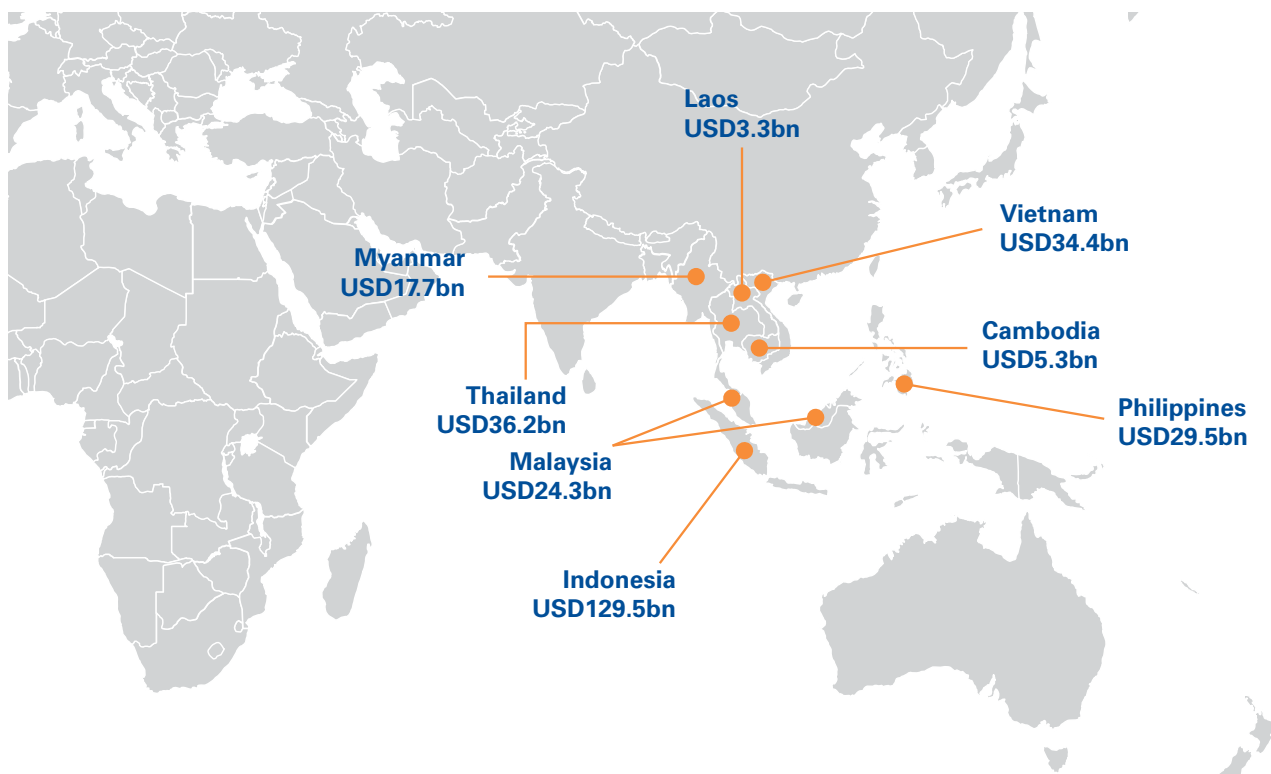 Laos
USD3.3bn
Vietnam
USD34.4bn
Myanmar
USD17.7bn
Cambodia
USD5.3bn
Thailand
USD36.2bn
Philippines
USD29.5bn
Malaysia
USD24.3bn
Indonesia
USD129.5bn